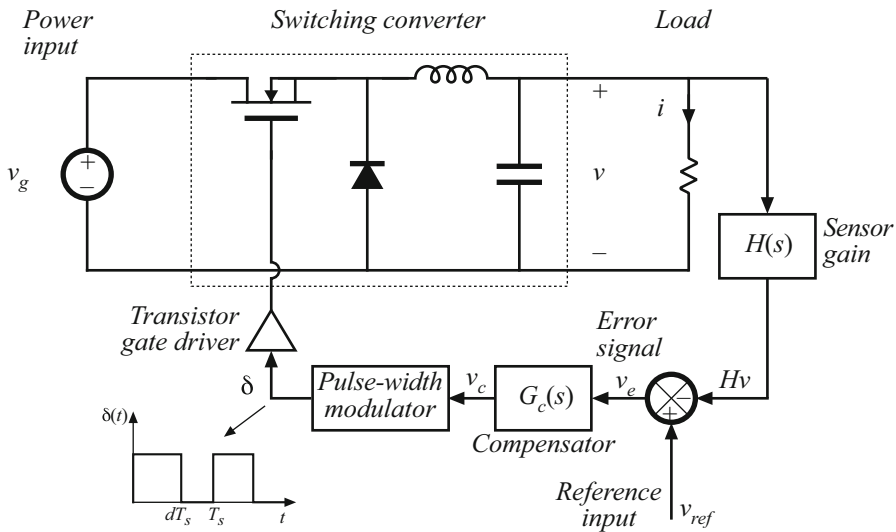 Power
input
Switching converter
Load
v_g
+
–
+
v
–
i
H(s)
Sensor
gain
Transistor
gate driver
Error
signal
δ
Pulse-width
modulator
v_c
G_c(s)
v_e
–
+
Hv
Compensator
δ(t)
dT_s
T_s
t
Reference
input
v_ref